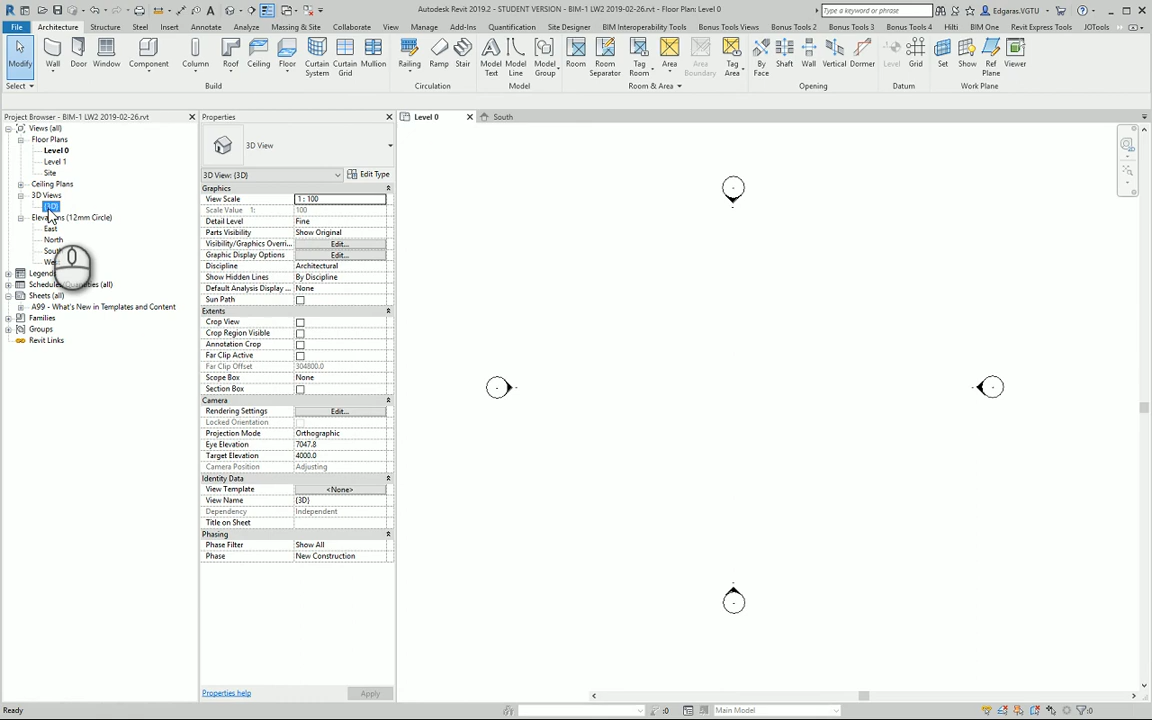 Autodesk Revit 2019.2 - STUDENT VERSION - BIM-1 LW2 2019-02-26.rvt - Floor Plan: Level 0
Type a keyword or phrase
Edgaras.VGTU
File Architecture Structure Steel Insert Annotate Analyze Massing & Site Collaborate View Manage Add-Ins Quantification Site Designer BIM Interoperability Tools Bonus Tools Bonus Tools 2 Bonus Tools 3 Bonus Tools 4 Hilti BIM One Revit Express Tools JOTools
Modify Wall Door Window Component Column Roof Ceiling Floor Curtain System Curtain Grid Mullion Railing Ramp Stair Model Text Model Line Model Group Room Room Separator Tag Room Area Area Boundary Tag Area By Face Shaft Wall Vertical Dormer Level Grid Set Show Ref Plane Viewer
Select Build Circulation Model Room & Area Opening Datum Work Plane
Project Browser - BIM-1 LW2 2019-02-26.rvt
Views (all)
Floor Plans
Level 0
Level 1
Site
Ceiling Plans
3D Views
{3D}
(12mm Circle)
East
North
(all)
Sheets (all)
A99 - What's New in Templates and Content
Families
Groups
Revit Links
Properties
3D View
3D View: {3D} Edit Type
Graphics
View Scale 1 : 100
Scale Value 1: 100
Detail Level Fine
Parts Visibility Show Original
Visibility/Graphics Overri... Edit...
Graphic Display Options Edit...
Discipline Architectural
Show Hidden Lines By Discipline
Default Analysis Display ... None
Sun Path
Extents
Crop View
Crop Region Visible
Annotation Crop
Far Clip Active
Far Clip Offset 304800.0
Scope Box None
Section Box
Camera
Rendering Settings Edit...
Locked Orientation
Projection Mode Orthographic
Eye Elevation 7047.8
Target Elevation 4000.0
Camera Position Adjusting
Identity Data
View Template <None>
View Name {3D}
Dependency Independent
Title on Sheet
Phasing
Phase Filter Show All
Phase New Construction
Properties help Apply
Level 0 South
Ready
:0 Main Model :0